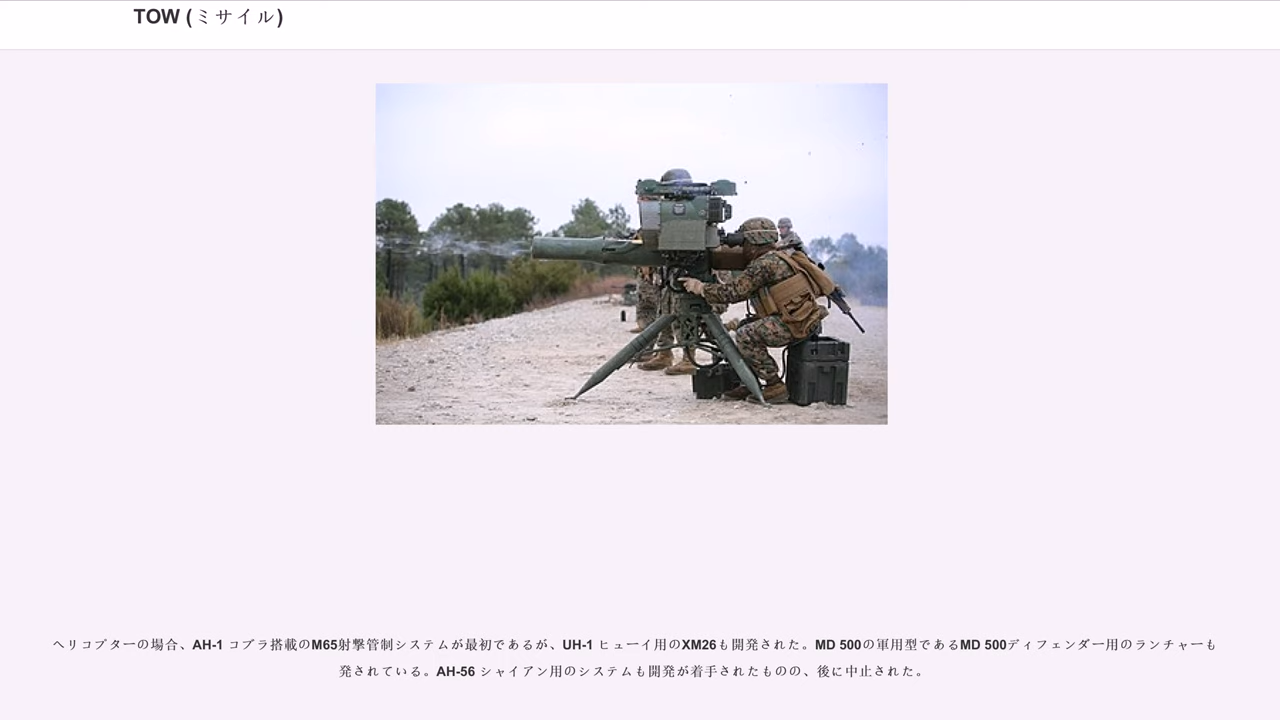 TOW (ミサイル)
ヘリコプターの場合、AH-1 コブラ搭載のM65射撃管制システムが最初であるが、UH-1 ヒューイ用のXM26も開発された。MD 500の軍用型であるMD 500ディフェンダー用のランチャーも
発されている。AH-56 シャイアン用のシステムも開発が着手されたものの、後に中止された。